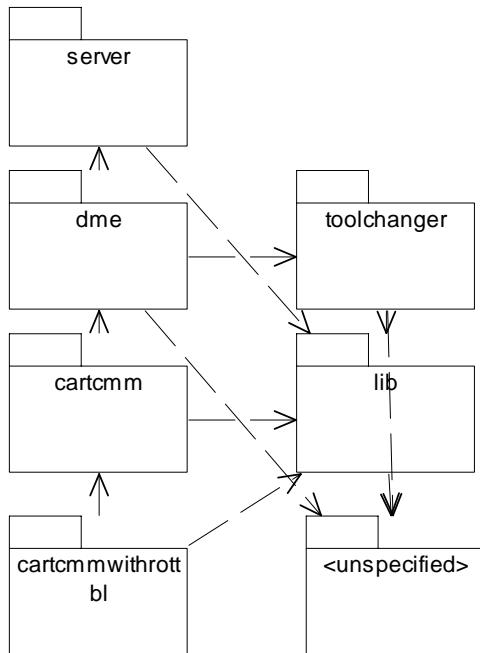 server
dme
toolchanger
cartcmm
lib
cartcmmwithrott
bl
<unspecified>